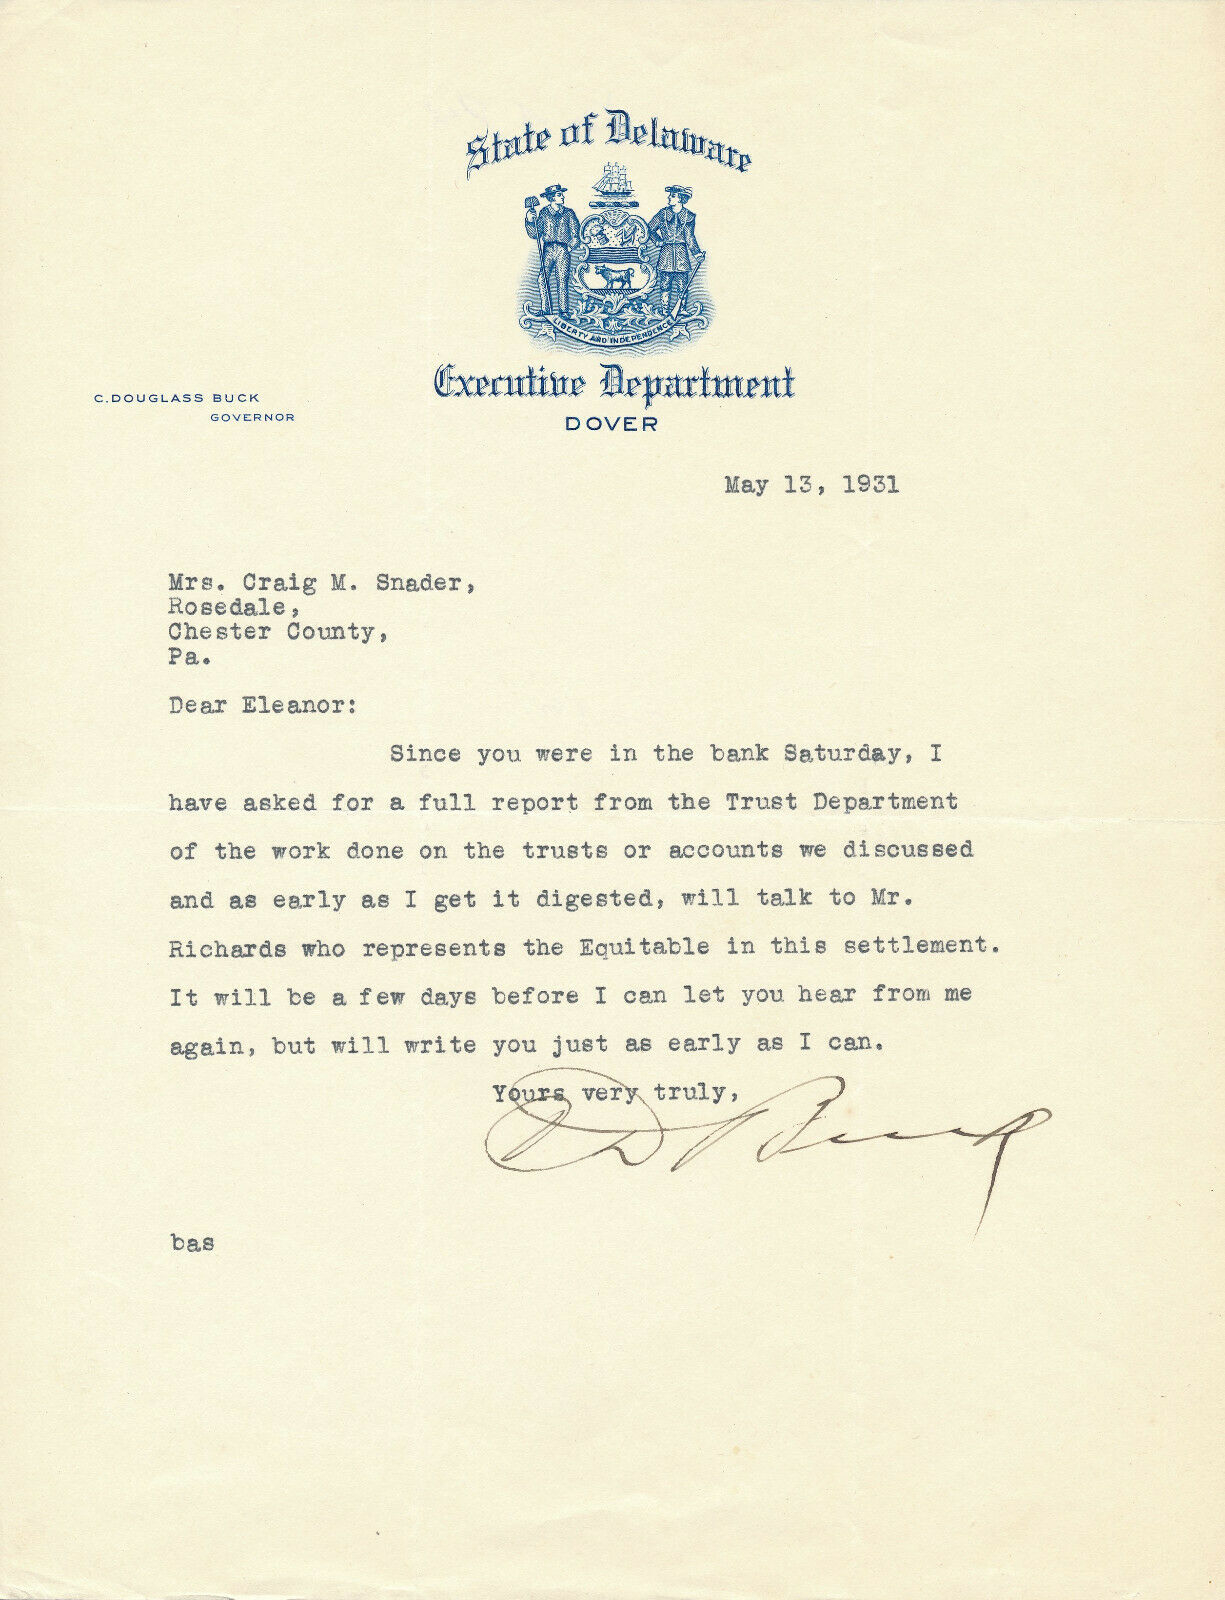 State of Delaware
LIBERTY AND INDEPENDENCE
Executive Department
DOVER
C. DOUGLASS BUCK
GOVERNOR
May 13, 1931
Mrs. Craig M. Snader,
Rosedale,
Chester County,
Pa.
Dear Eleanor:
Since you were in the bank Saturday, I
have asked for a full report from the Trust Department
of the work done on the trusts or accounts we discussed
and as early as I get it digested, will talk to Mr.
Richards who represents the Equitable in this settlement.
It will be a few days before I can let you hear from me
again, but will write you just as early as I can.
Yours very truly,
CD Buck
bas